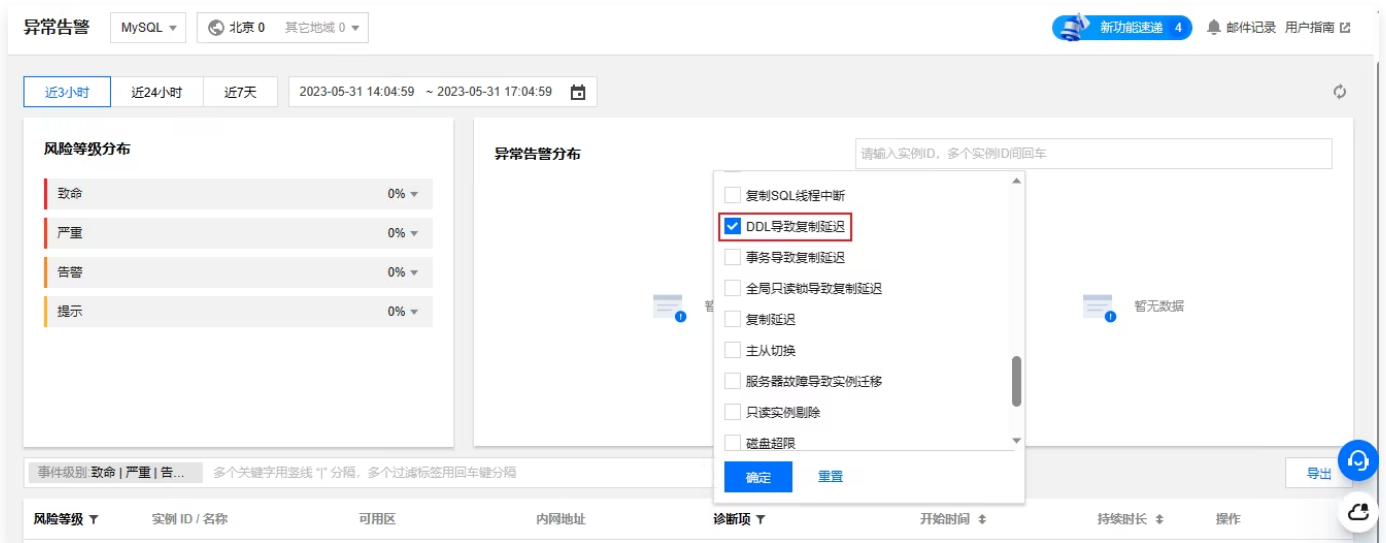 异常告警 MySQL 北京 0 其它地域 0 新功能速递 4 邮件记录 用户指南
近3小时 近24小时 近7天 2023-05-31 14:04:59 ~ 2023-05-31 17:04:59
风险等级分布
致命 0%
严重 0%
告警 0%
提示 0%
异常告警分布 请输入实例ID，多个实例ID间回车
暂无数据
复制SQL线程中断
DDL导致复制延迟
事务导致复制延迟
全局只读锁导致复制延迟
复制延迟
主从切换
服务器故障导致实例迁移
只读实例剔除
磁盘超限
确定 重置
事件级别:致命 | 严重 | 告... 多个关键字用竖线 "|" 分隔，多个过滤标签用回车键分隔 导出
风险等级 实例 ID / 名称 可用区 内网地址 诊断项 开始时间 持续时长 操作